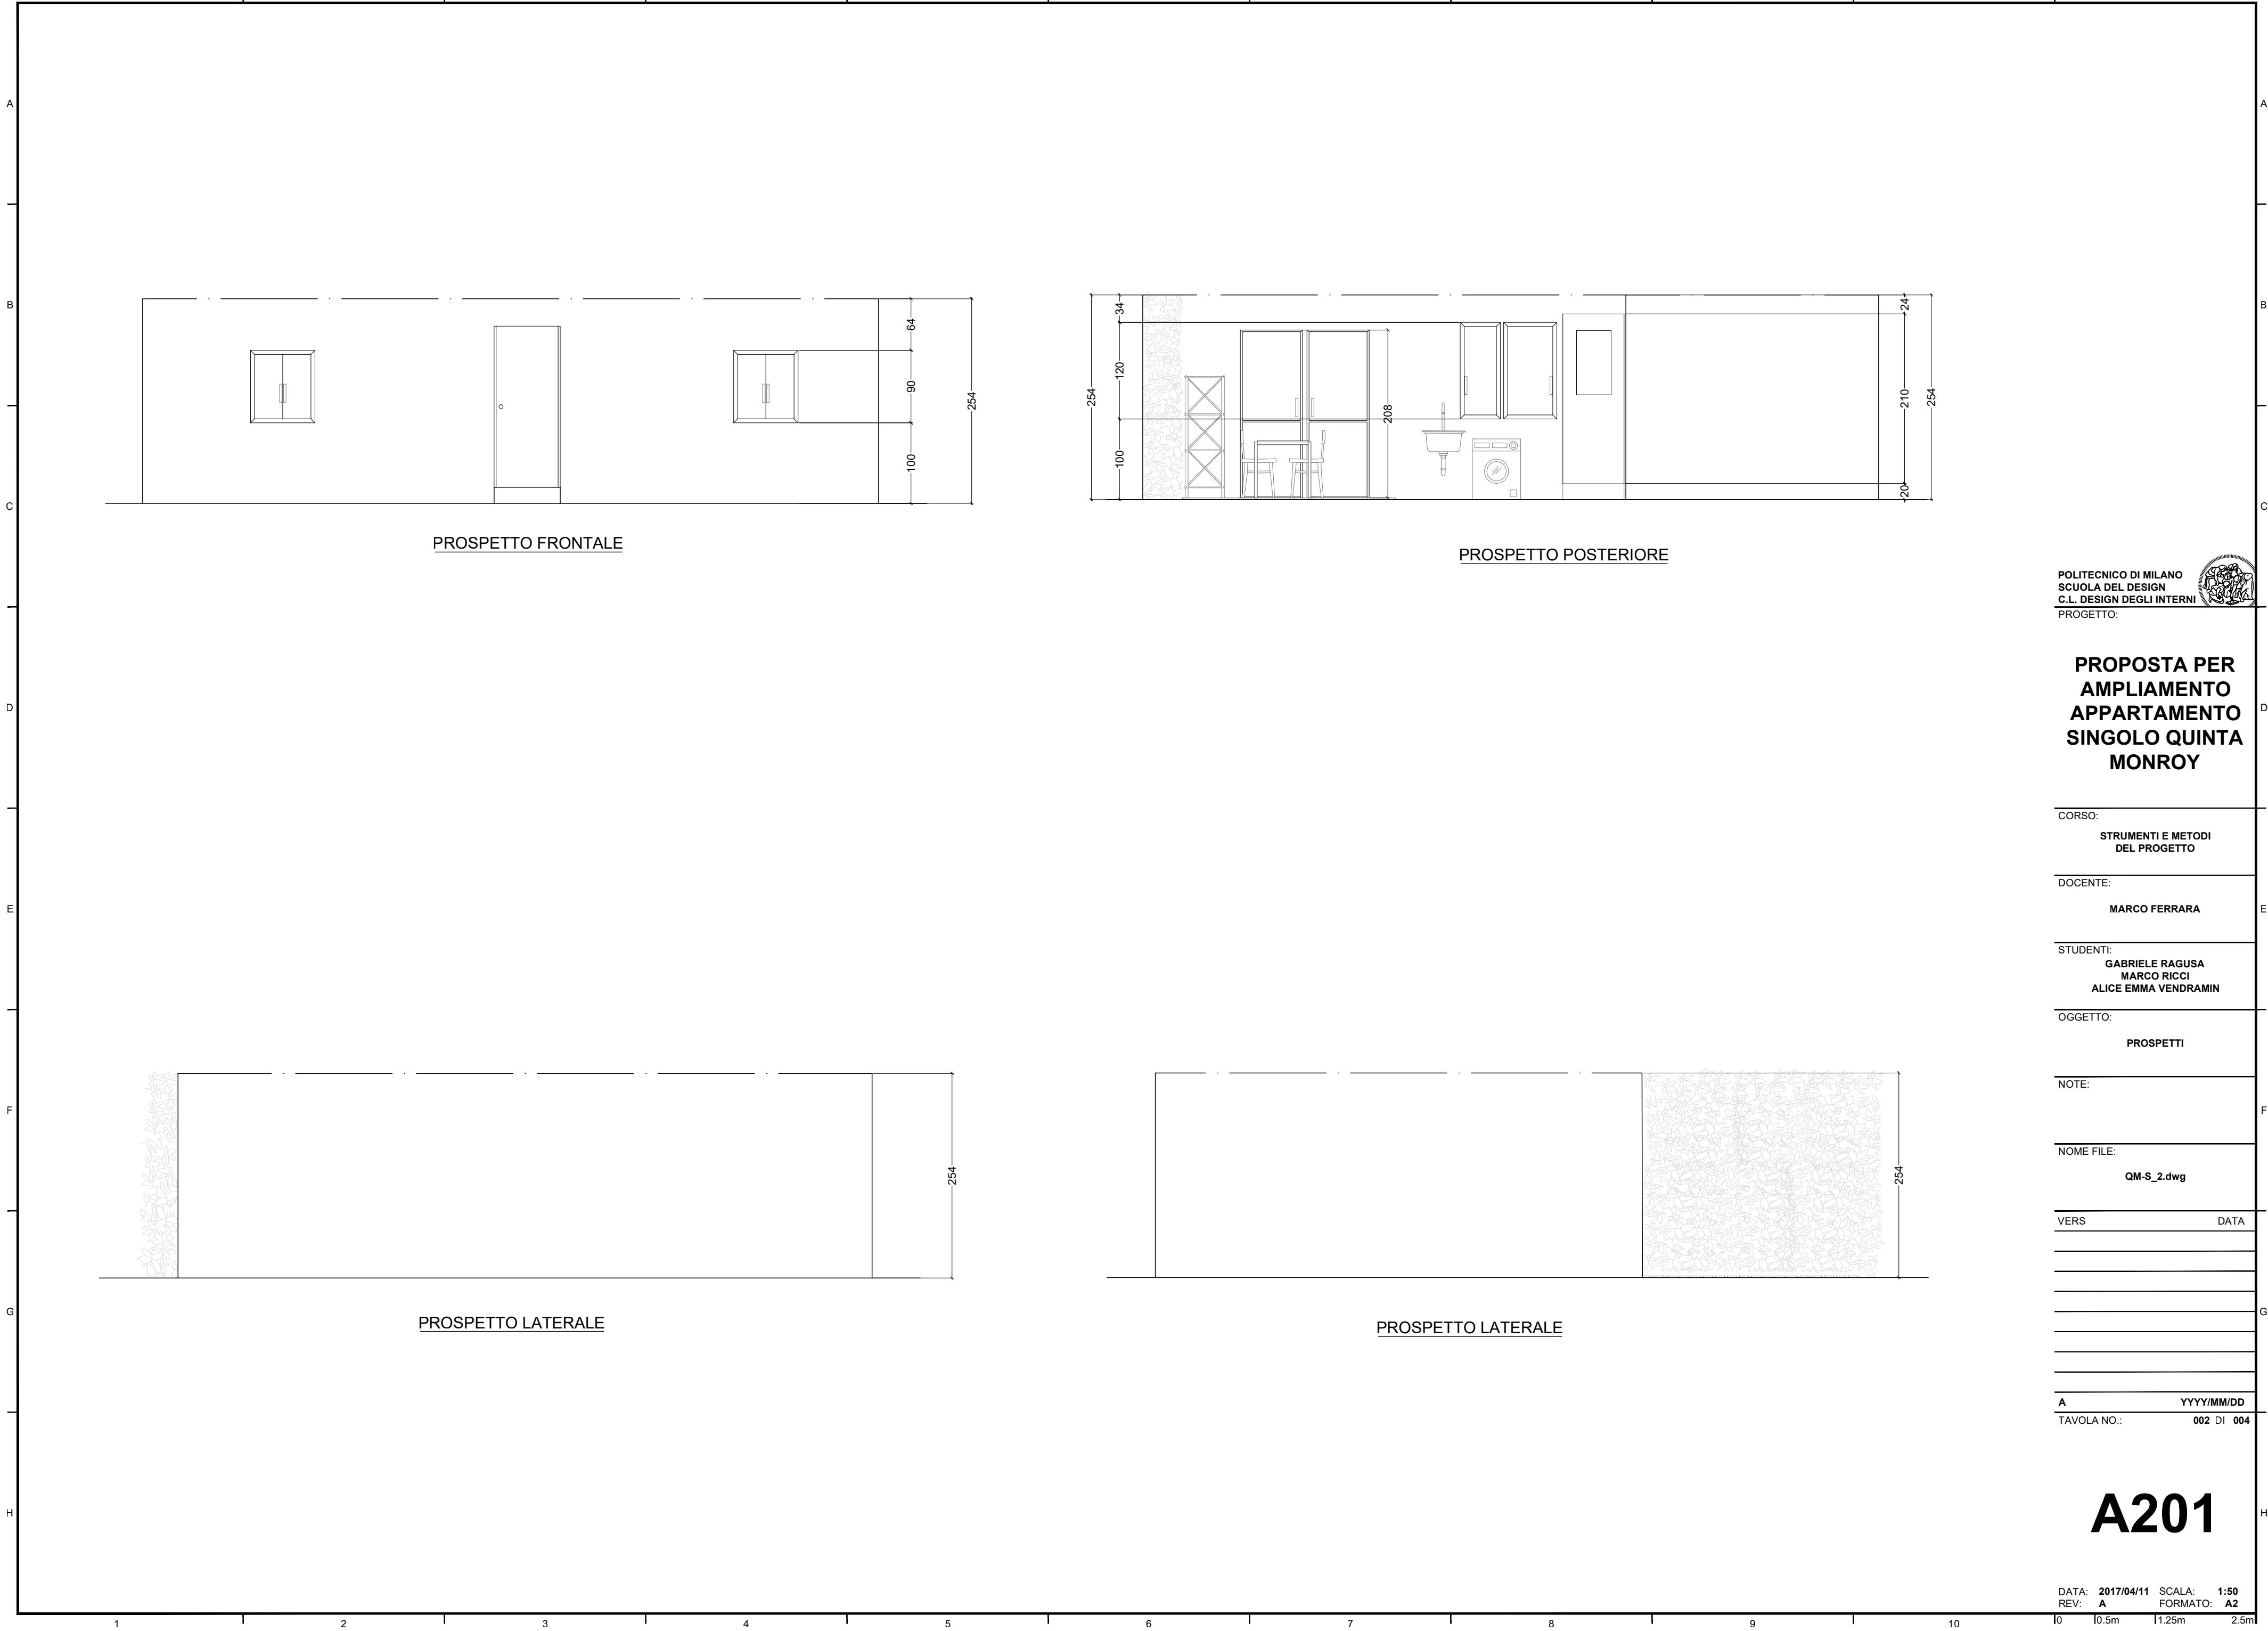 A
A
B
B
C
C
D
D
E
E
F
F
G
G
H
H
64
90
100
254
PROSPETTO FRONTALE
254
34
120
100
208
24
210
20
254
PROSPETTO POSTERIORE
254
PROSPETTO LATERALE
254
PROSPETTO LATERALE
POLITECNICO DI MILANO
SCUOLA DEL DESIGN
C.L. DESIGN DEGLI INTERNI
PROGETTO:
PROPOSTA PER
AMPLIAMENTO
APPARTAMENTO
SINGOLO QUINTA
MONROY
CORSO:
STRUMENTI E METODI
DEL PROGETTO
DOCENTE:
MARCO FERRARA
STUDENTI:
GABRIELE RAGUSA
MARCO RICCI
ALICE EMMA VENDRAMIN
OGGETTO:
PROSPETTI
NOTE:
NOME FILE:
QM-S_2.dwg
VERS DATA
A YYYY/MM/DD
TAVOLA NO.: 002 DI 004
A201
DATA: 2017/04/11 SCALA: 1:50
REV: A FORMATO: A2
0 0.5m 1.25m 2.5m
1 2 3 4 5 6 7 8 9 10